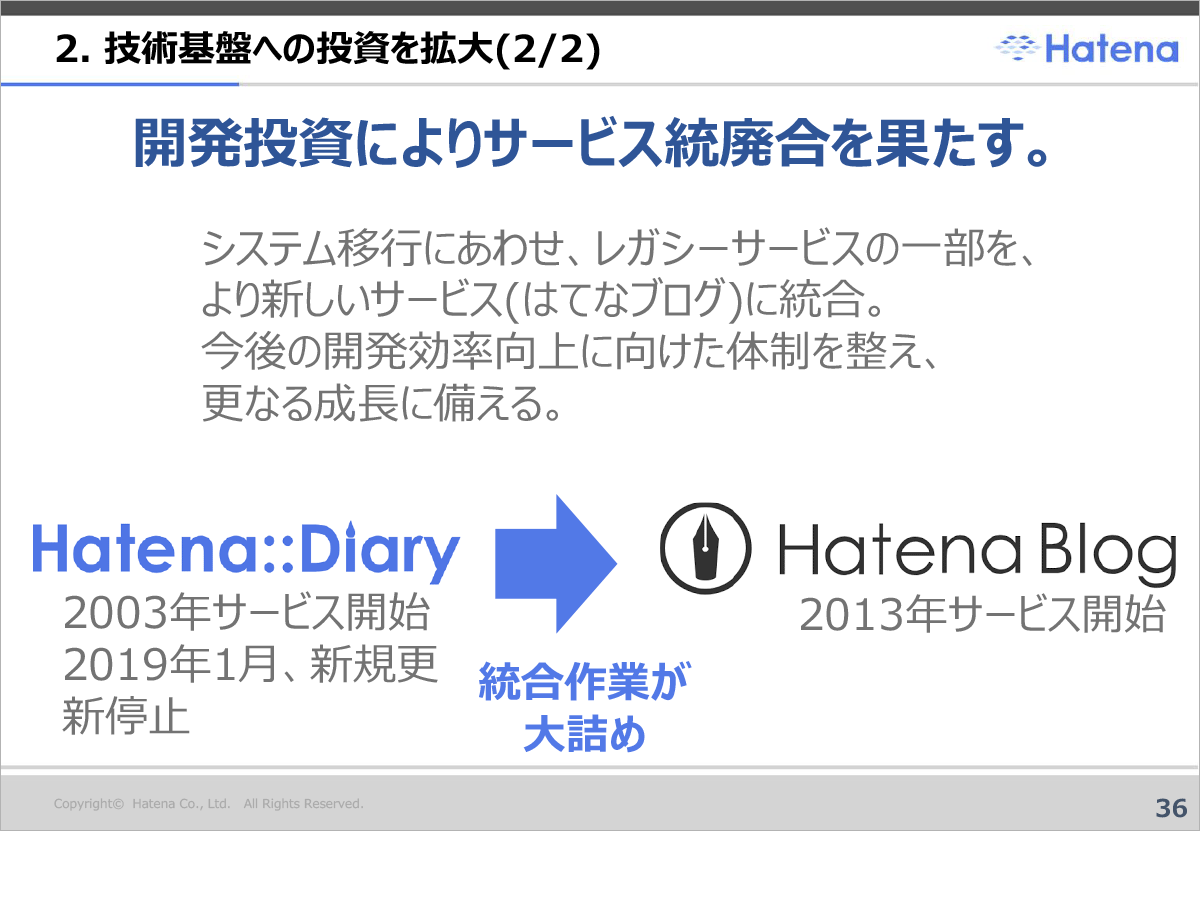 2. 技術基盤への投資を拡大(2/2)
Hatena
開発投資によりサービス統廃合を果たす。
システム移行にあわせ、レガシーサービスの一部を、
より新しいサービス(はてなブログ)に統合。
今後の開発効率向上に向けた体制を整え、
更なる成長に備える。
Hatena::Diary
2003年サービス開始
2019年1月、新規更
新停止
統合作業が
大詰め
Hatena Blog
2013年サービス開始
Copyright© Hatena Co., Ltd. All Rights Reserved.
36